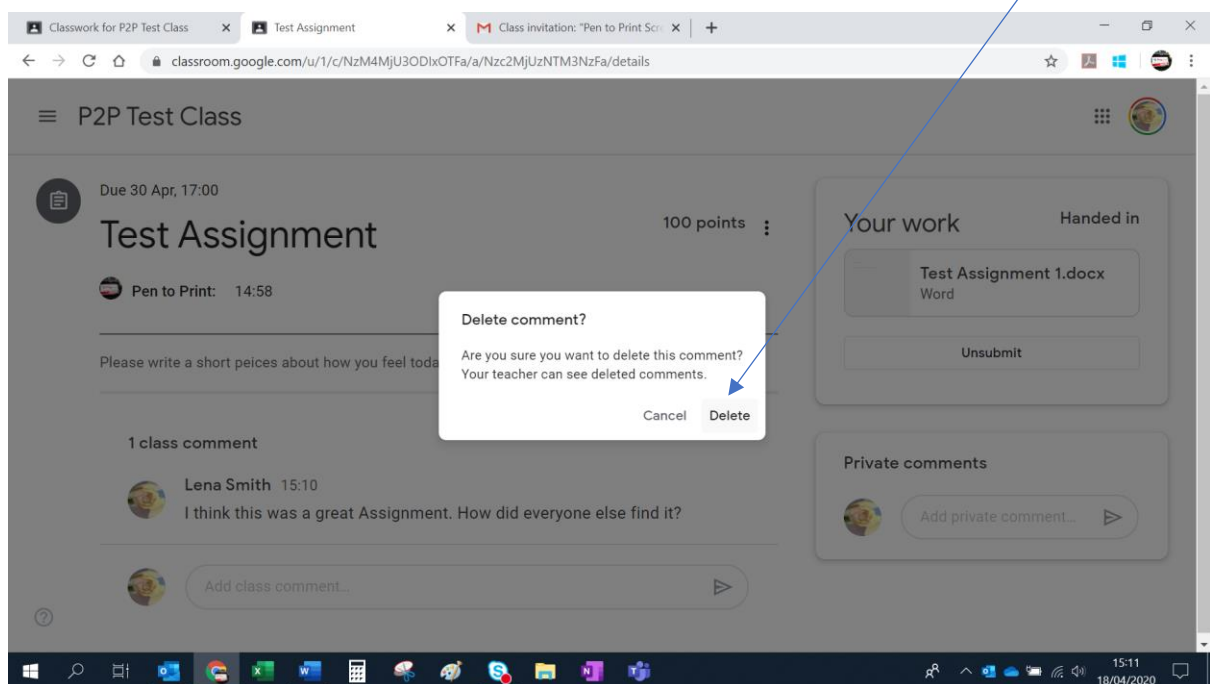 Classwork for P2P Test Class
Test Assignment
Class invitation: "Pen to Print Scr
classroom.google.com/u/1/c/NzM4MjU3ODIxOTFa/a/Nzc2MjUzNTM3NzFa/details
P2P Test Class
Due 30 Apr, 17:00
Test Assignment
100 points
Pen to Print: 14:58
Please write a short peices about how you feel toda
1 class comment
Lena Smith 15:10
I think this was a great Assignment. How did everyone else find it?
Add class comment...
Delete comment?
Are you sure you want to delete this comment?
Your teacher can see deleted comments.
Cancel Delete
Your work Handed in
Test Assignment 1.docx
Word
Unsubmit
Private comments
Add private comment...
15:11
18/04/2020